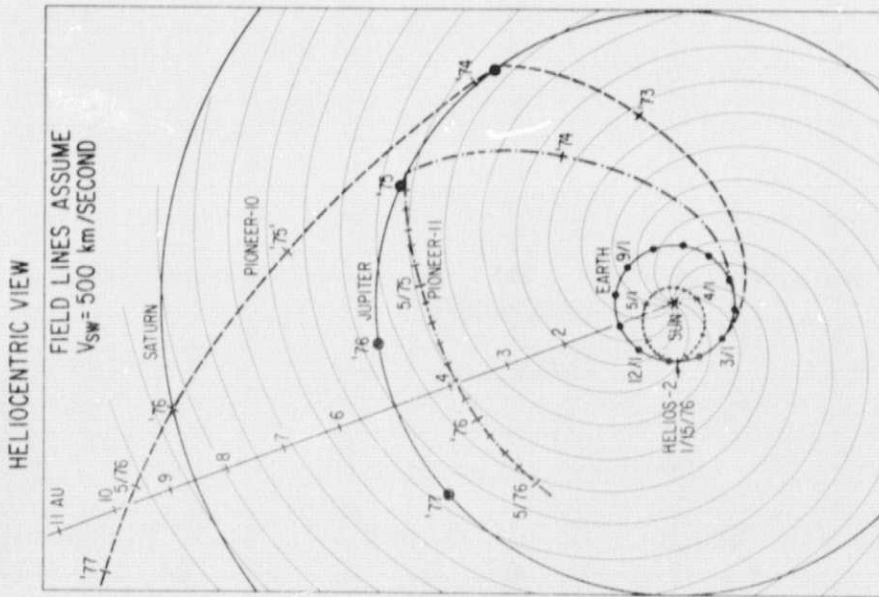 HELIOCENTRIC VIEW
FIELD LINES ASSUME
VSW = 500 km/SECOND
SATURN
PIONEER-10
JUPITER
PIONEER-11
EARTH
SUN
HELIOS-2
1/15/76
'77
11 AU
10
5/76
9
'76
8
7
6
'75
'74
'73
'74
'75
5/75
'76
4
3
2
'76
5/76
'77
9/1
5/1
4/1
12/1
3/1